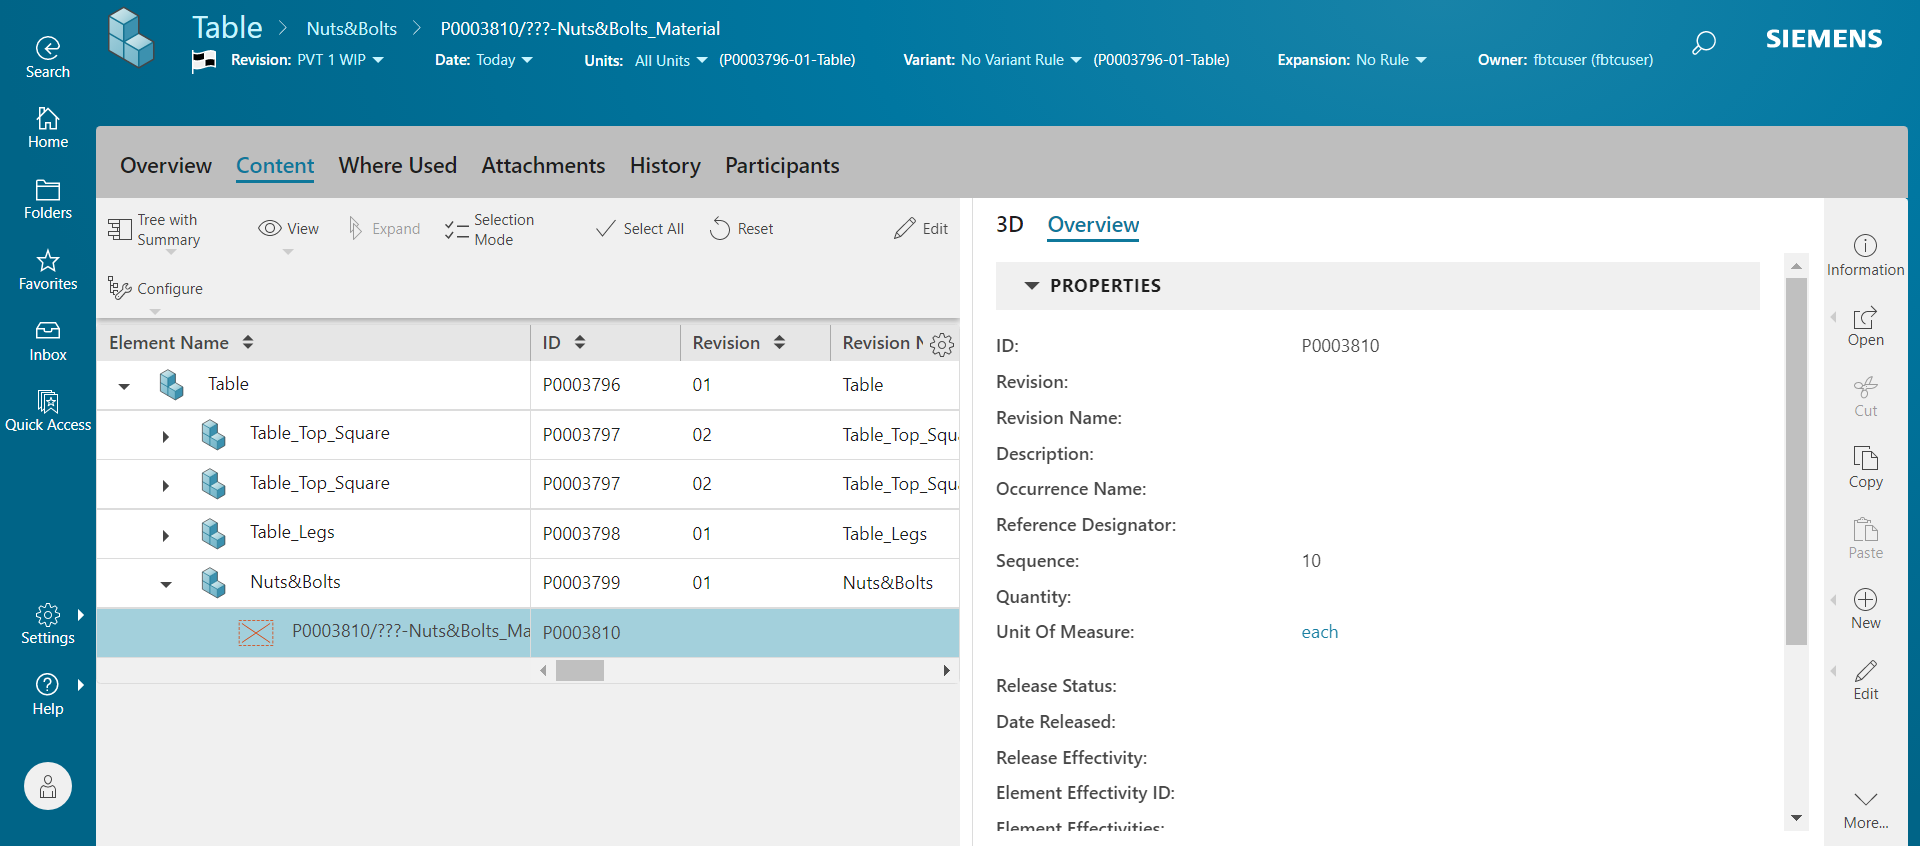 Table > Nuts&Bolts > P0003810/???-Nuts&Bolts_Material
Revision: PVT 1 WIP Date: Today Units: All Units (P0003796-01-Table) Variant: No Variant Rule (P0003796-01-Table) Expansion: No Rule Owner: fbtcuser (fbtcuser)
SIEMENS
Search
Home
Folders
Favorites
Inbox
Quick Access
Settings
Help
Overview Content Where Used Attachments History Participants
Tree with
Summary
View
Expand
Selection
Mode
Select All
Reset
Edit
Configure
Element Name ID Revision Revision N
Table P0003796 01 Table
Table_Top_Square P0003797 02 Table_Top_Squ
Table_Top_Square P0003797 02 Table_Top_Squ
Table_Legs P0003798 01 Table_Legs
Nuts&Bolts P0003799 01 Nuts&Bolts
P0003810/???-Nuts&Bolts_Ma P0003810
3D Overview
PROPERTIES
ID: P0003810
Revision:
Revision Name:
Description:
Occurrence Name:
Reference Designator:
Sequence: 10
Quantity:
Unit Of Measure: each
Release Status:
Date Released:
Release Effectivity:
Element Effectivity ID:
Element Effectivities:
Information
Open
Cut
Copy
Paste
New
Edit
More...